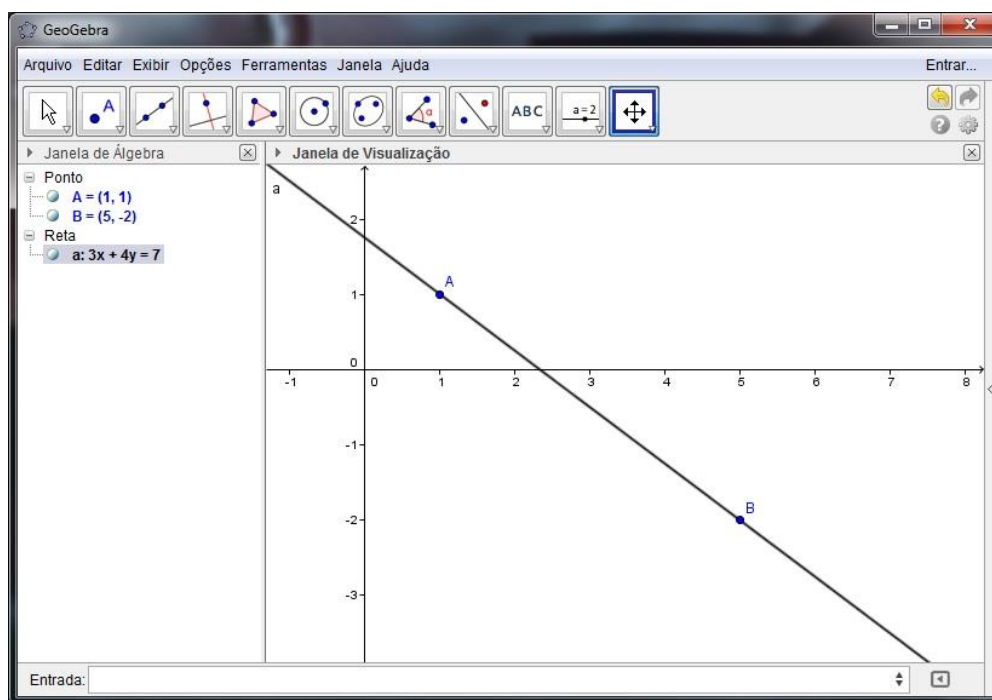 GeoGebra
Arquivo Editar Exibir Opções Ferramentas Janela Ajuda
Entrar...
A
α
ABC
a=2
Janela de Álgebra
Janela de Visualização
Ponto
A = (1, 1)
B = (5, -2)
Reta
a: 3x + 4y = 7
a
2
A
1
0
-1 0 1 2 3 4 5 6 7 8
-1
B
-2
-3
Entrada: